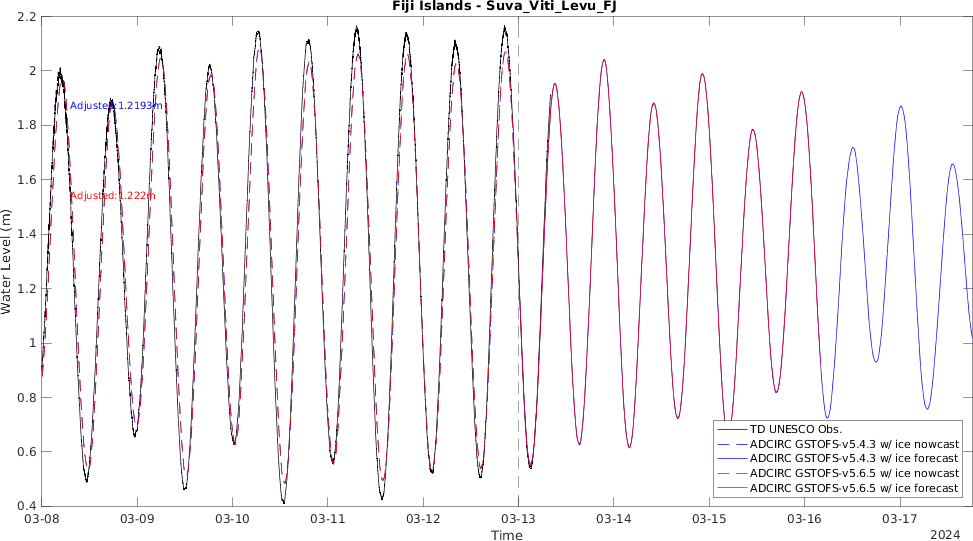 Fiji Islands - Suva_Viti_Levu_FJ
2.2
2
1.8
1.6
1.4
1.2
1
0.8
0.6
0.4
Water Level (m)
Adjusted:1.2193m
Adjusted:1.222m
TD UNESCO Obs.
ADCIRC GSTOFS-v5.4.3 w/ ice nowcast
ADCIRC GSTOFS-v5.4.3 w/ ice forecast
ADCIRC GSTOFS-v5.6.5 w/ ice nowcast
ADCIRC GSTOFS-v5.6.5 w/ ice forecast
03-08 03-09 03-10 03-11 03-12 03-13 03-14 03-15 03-16 03-17
Time
2024